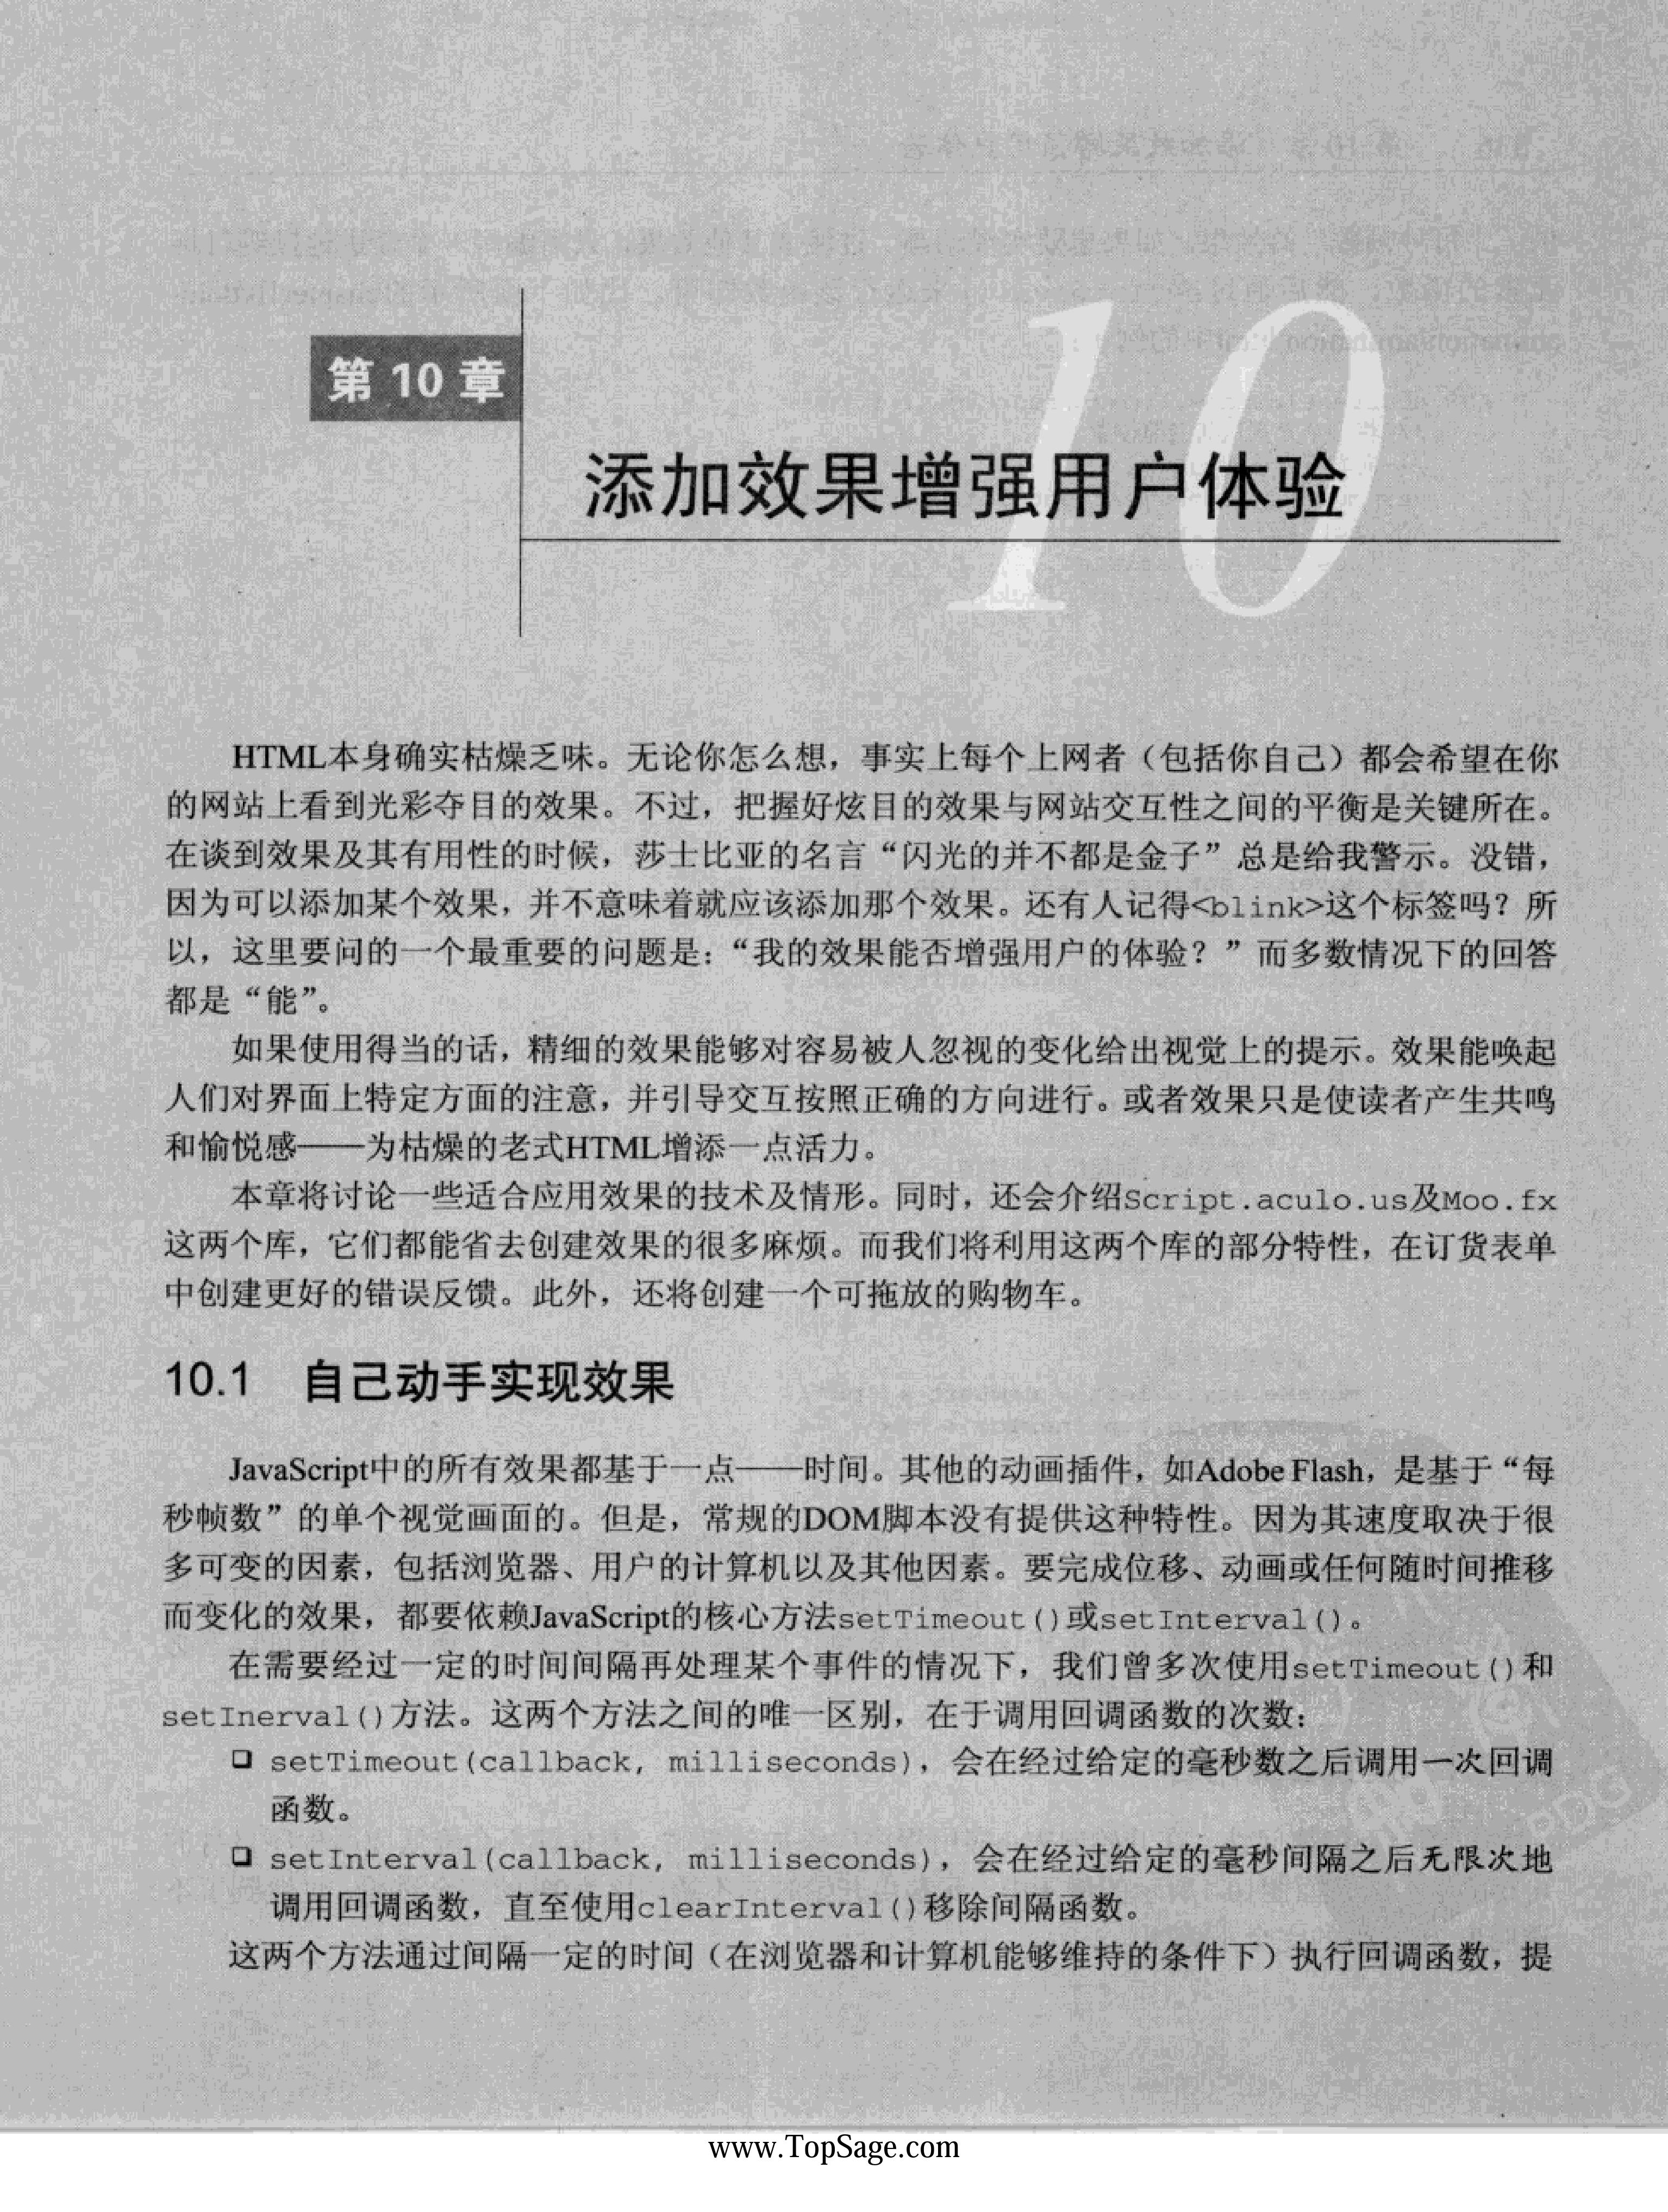 第 10 章
10
添加效果增强用户体验
HTML本身确实枯燥乏味。无论你怎么想，事实上每个上网者（包括你自己）都会希望在你
的网站上看到光彩夺目的效果。不过，把握好炫目的效果与网站交互性之间的平衡是关键所在。
在谈到效果及其有用性的时候，莎士比亚的名言“闪光的并不都是金子”总是给我警示。没错，
因为可以添加某个效果，并不意味着就应该添加那个效果。还有人记得<blink>这个标签吗？所
以，这里要问的一个最重要的问题是：“我的效果能否增强用户的体验？”而多数情况下的回答
都是“能”。
如果使用得当的话，精细的效果能够对容易被人忽视的变化给出视觉上的提示。效果能唤起
人们对界面上特定方面的注意，并引导交互按照正确的方向进行。或者效果只是使读者产生共鸣
和愉悦感——为枯燥的老式HTML增添一点活力。
本章将讨论一些适合应用效果的技术及情形。同时，还会介绍Script.aculo.us及Moo.fx
这两个库，它们都能省去创建效果的很多麻烦。而我们将利用这两个库的部分特性，在订货表单
中创建更好的错误反馈。此外，还将创建一个可拖放的购物车。
10.1 自己动手实现效果
JavaScript中的所有效果都基于一点——时间。其他的动画插件，如Adobe Flash，是基于“每
秒帧数”的单个视觉画面的。但是，常规的DOM脚本没有提供这种特性。因为其速度取决于很
多可变的因素，包括浏览器、用户的计算机以及其他因素。要完成位移、动画或任何随时间推移
而变化的效果，都要依赖JavaScript的核心方法setTimeout()或setInterval()。
在需要经过一定的时间间隔再处理某个事件的情况下，我们曾多次使用setTimeout()和
setInerval()方法。这两个方法之间的唯一区别，在于调用回调函数的次数：
❑ setTimeout(callback, milliseconds)，会在经过给定的毫秒数之后调用一次回调
函数。
❑ setInterval(callback, milliseconds)，会在经过给定的毫秒间隔之后无限次地
调用回调函数，直至使用clearInterval()移除间隔函数。
这两个方法通过间隔一定的时间（在浏览器和计算机能够维持的条件下）执行回调函数，提
www.TopSage.com